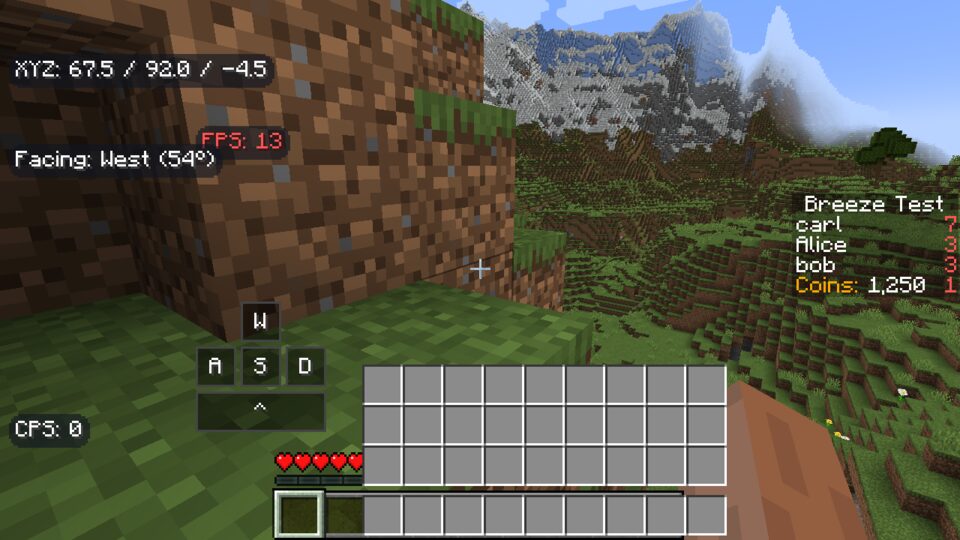 XYZ: 67.5 / 92.0 / -4.5
FPS: 13
Facing: West (54°)
Breeze Test
carl 7
Alice 3
bob 3
Coins: 1,250 1
W
A S D
^
CPS: 0